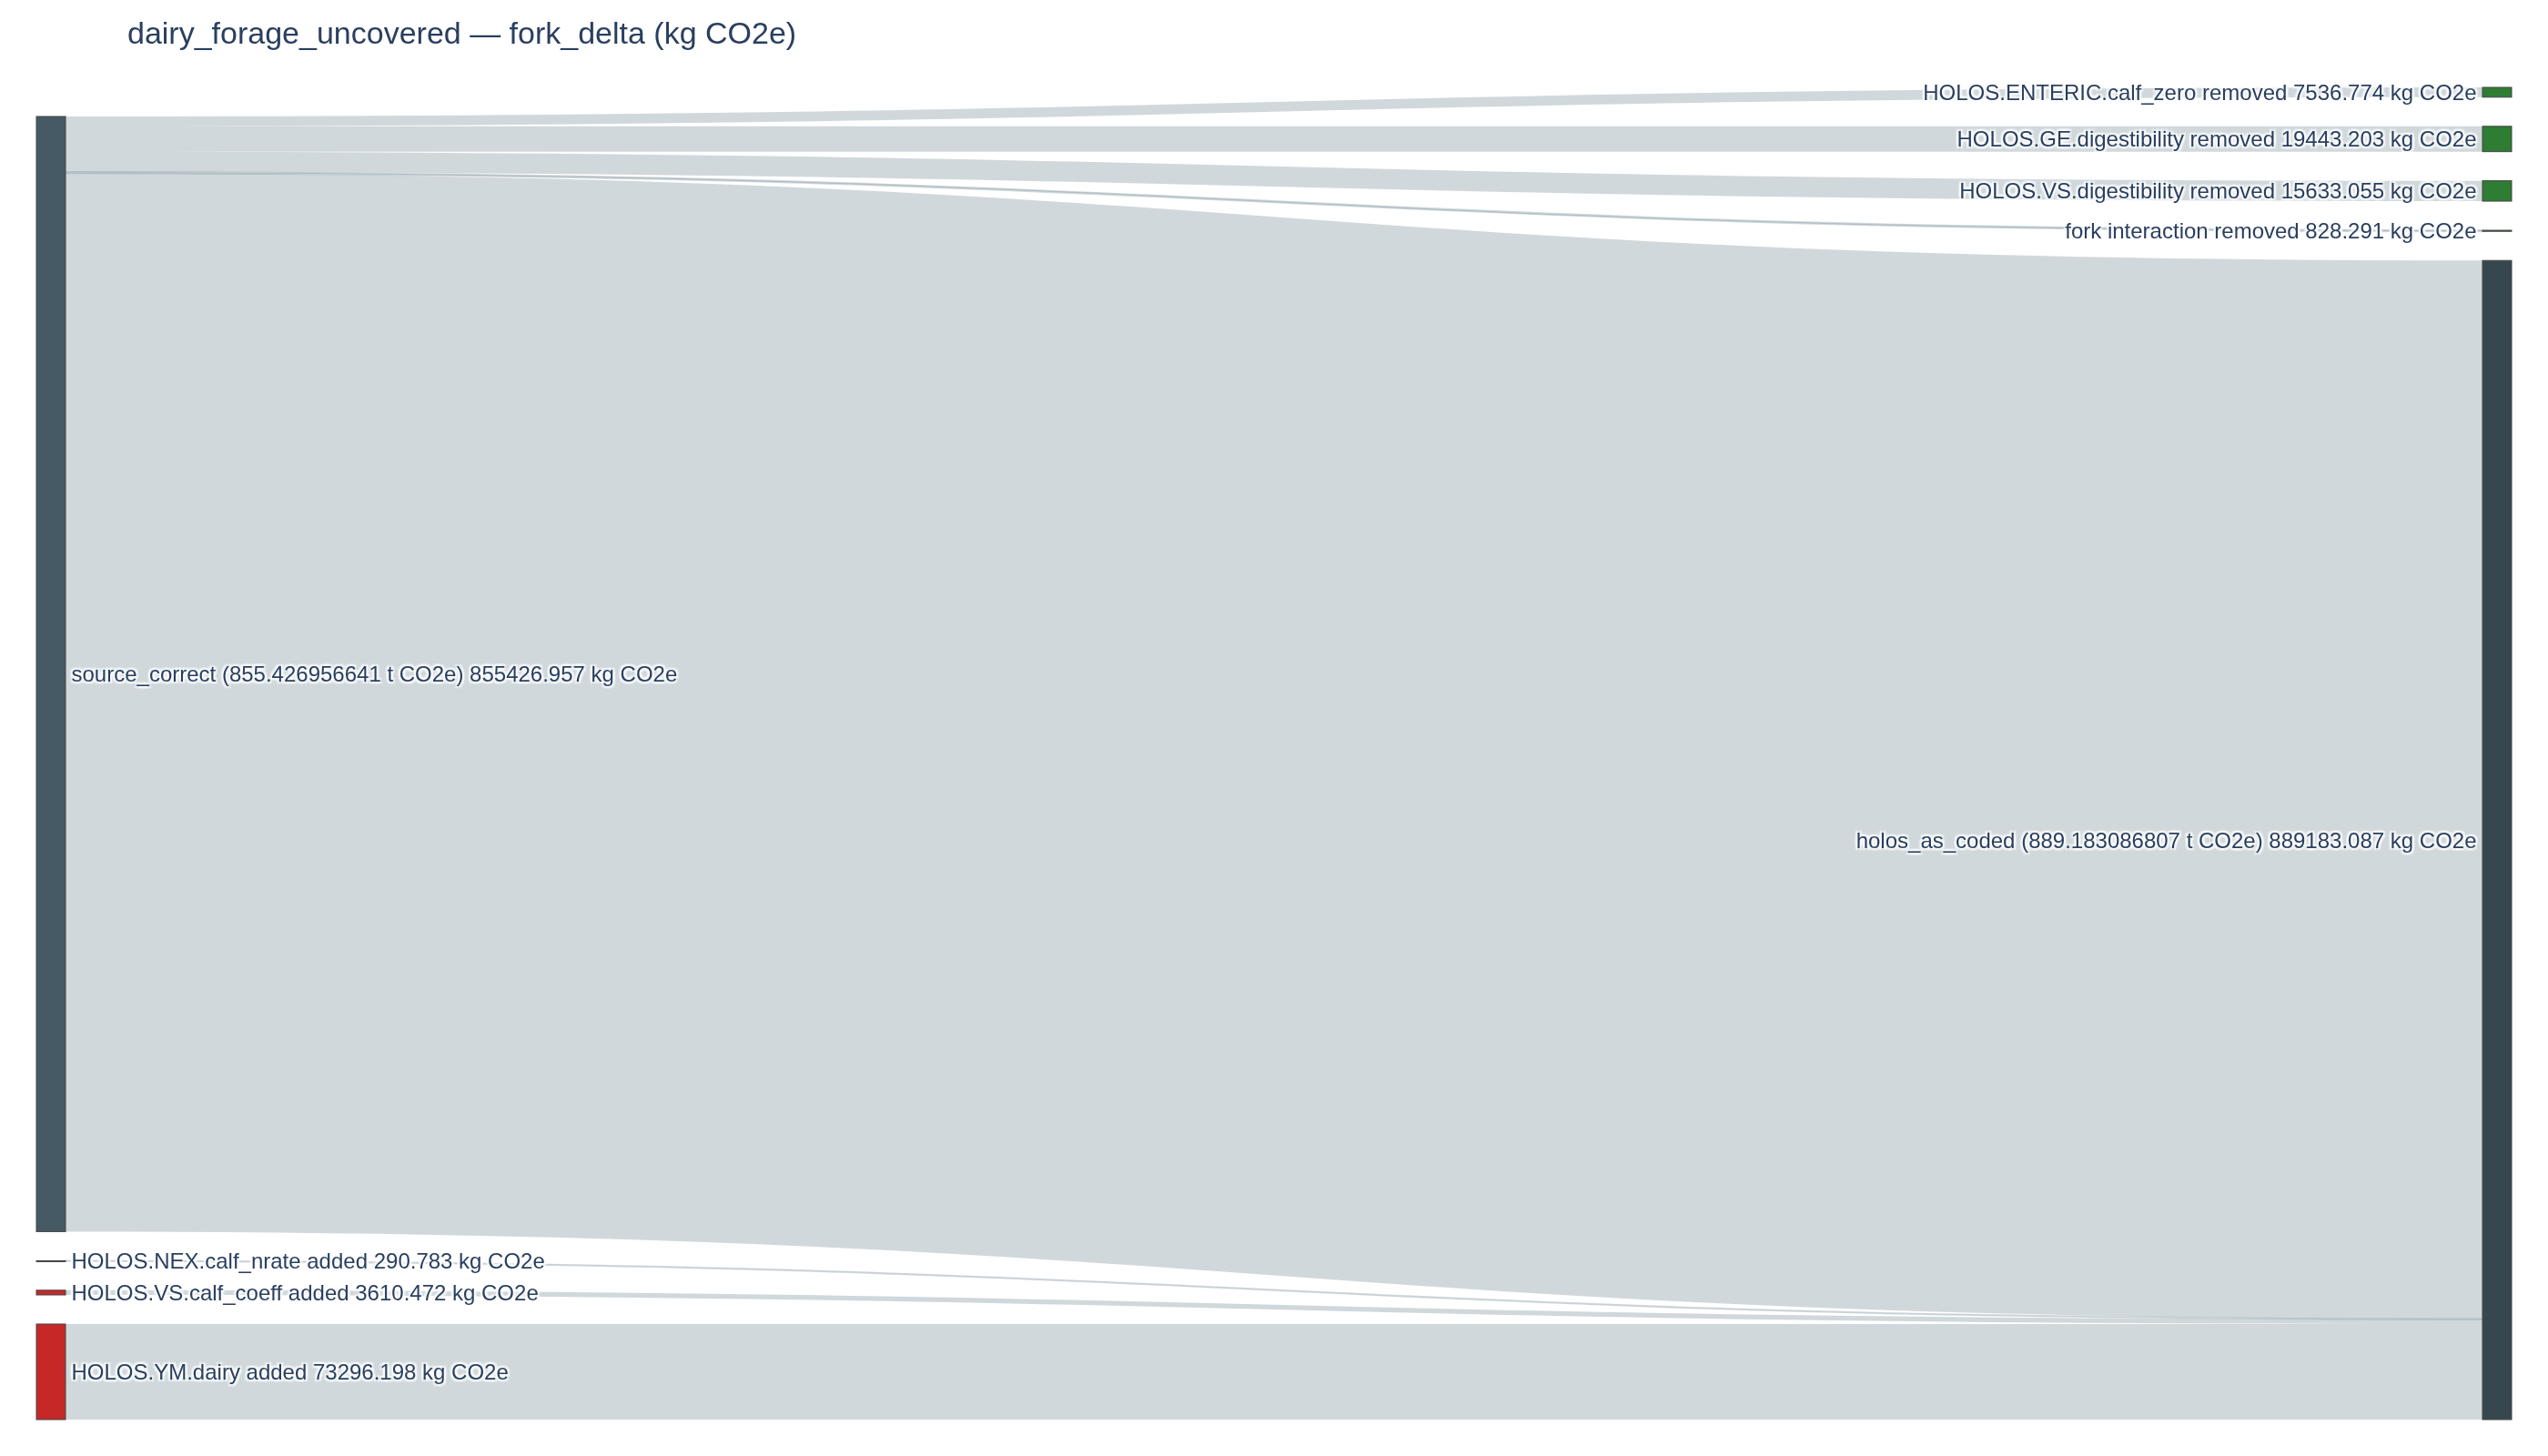 dairy_forage_uncovered — fork_delta (kg CO2e)
HOLOS.ENTERIC.calf_zero removed 7536.774 kg CO2e
HOLOS.GE.digestibility removed 19443.203 kg CO2e
HOLOS.VS.digestibility removed 15633.055 kg CO2e
fork interaction removed 828.291 kg CO2e
source_correct (855.426956641 t CO2e) 855426.957 kg CO2e
holos_as_coded (889.183086807 t CO2e) 889183.087 kg CO2e
HOLOS.NEX.calf_nrate added 290.783 kg CO2e
HOLOS.VS.calf_coeff added 3610.472 kg CO2e
HOLOS.YM.dairy added 73296.198 kg CO2e